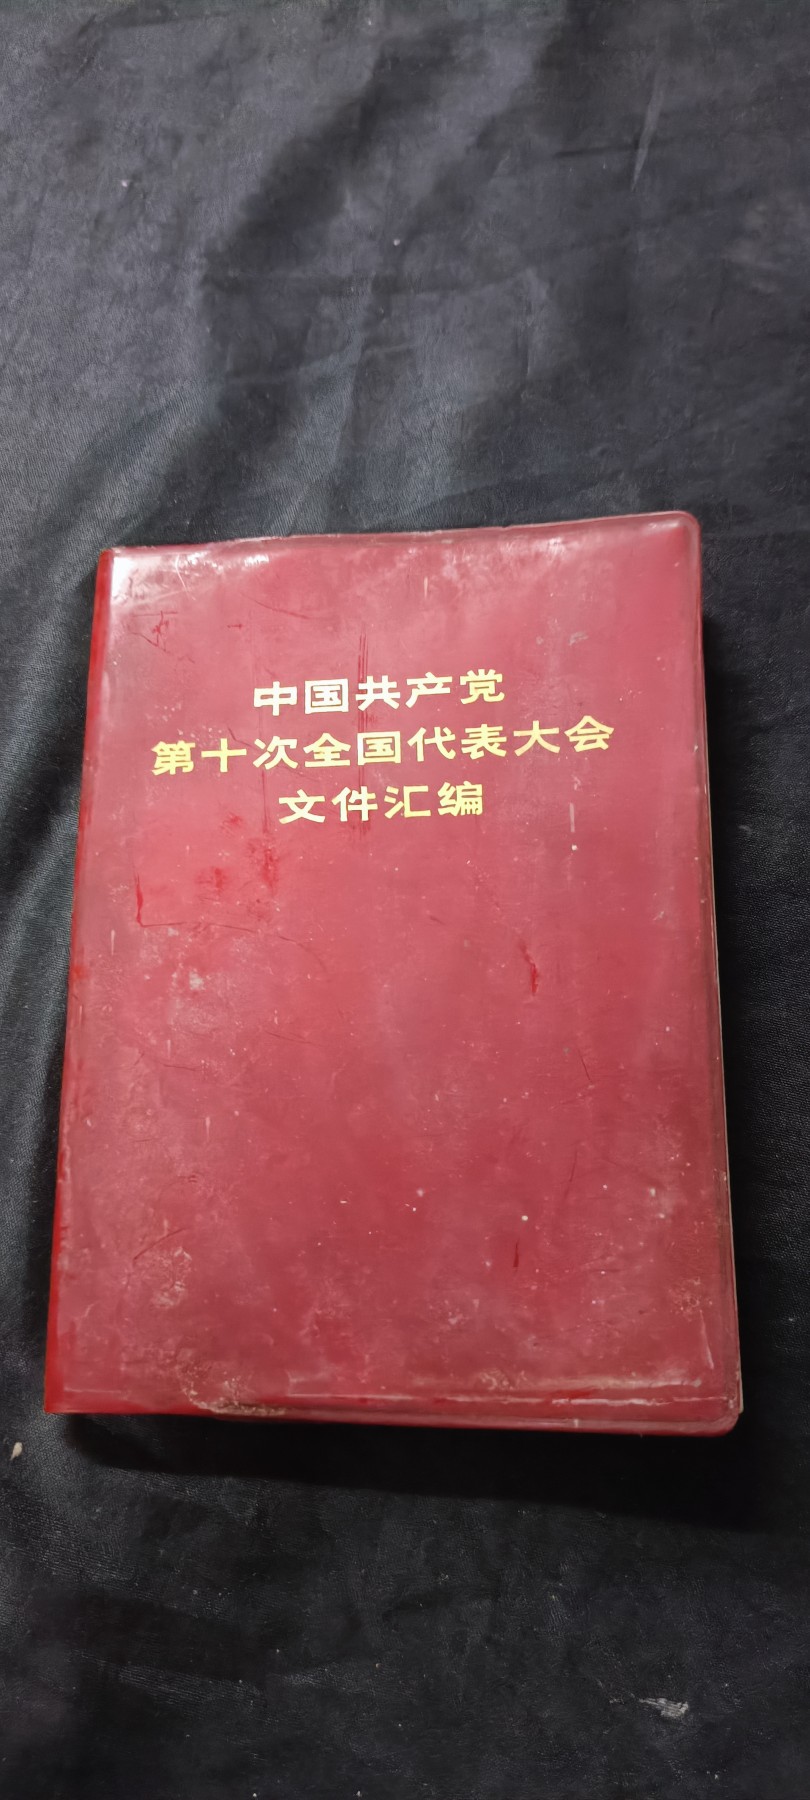 中国共产党
第十次全国代表大会
文件汇编